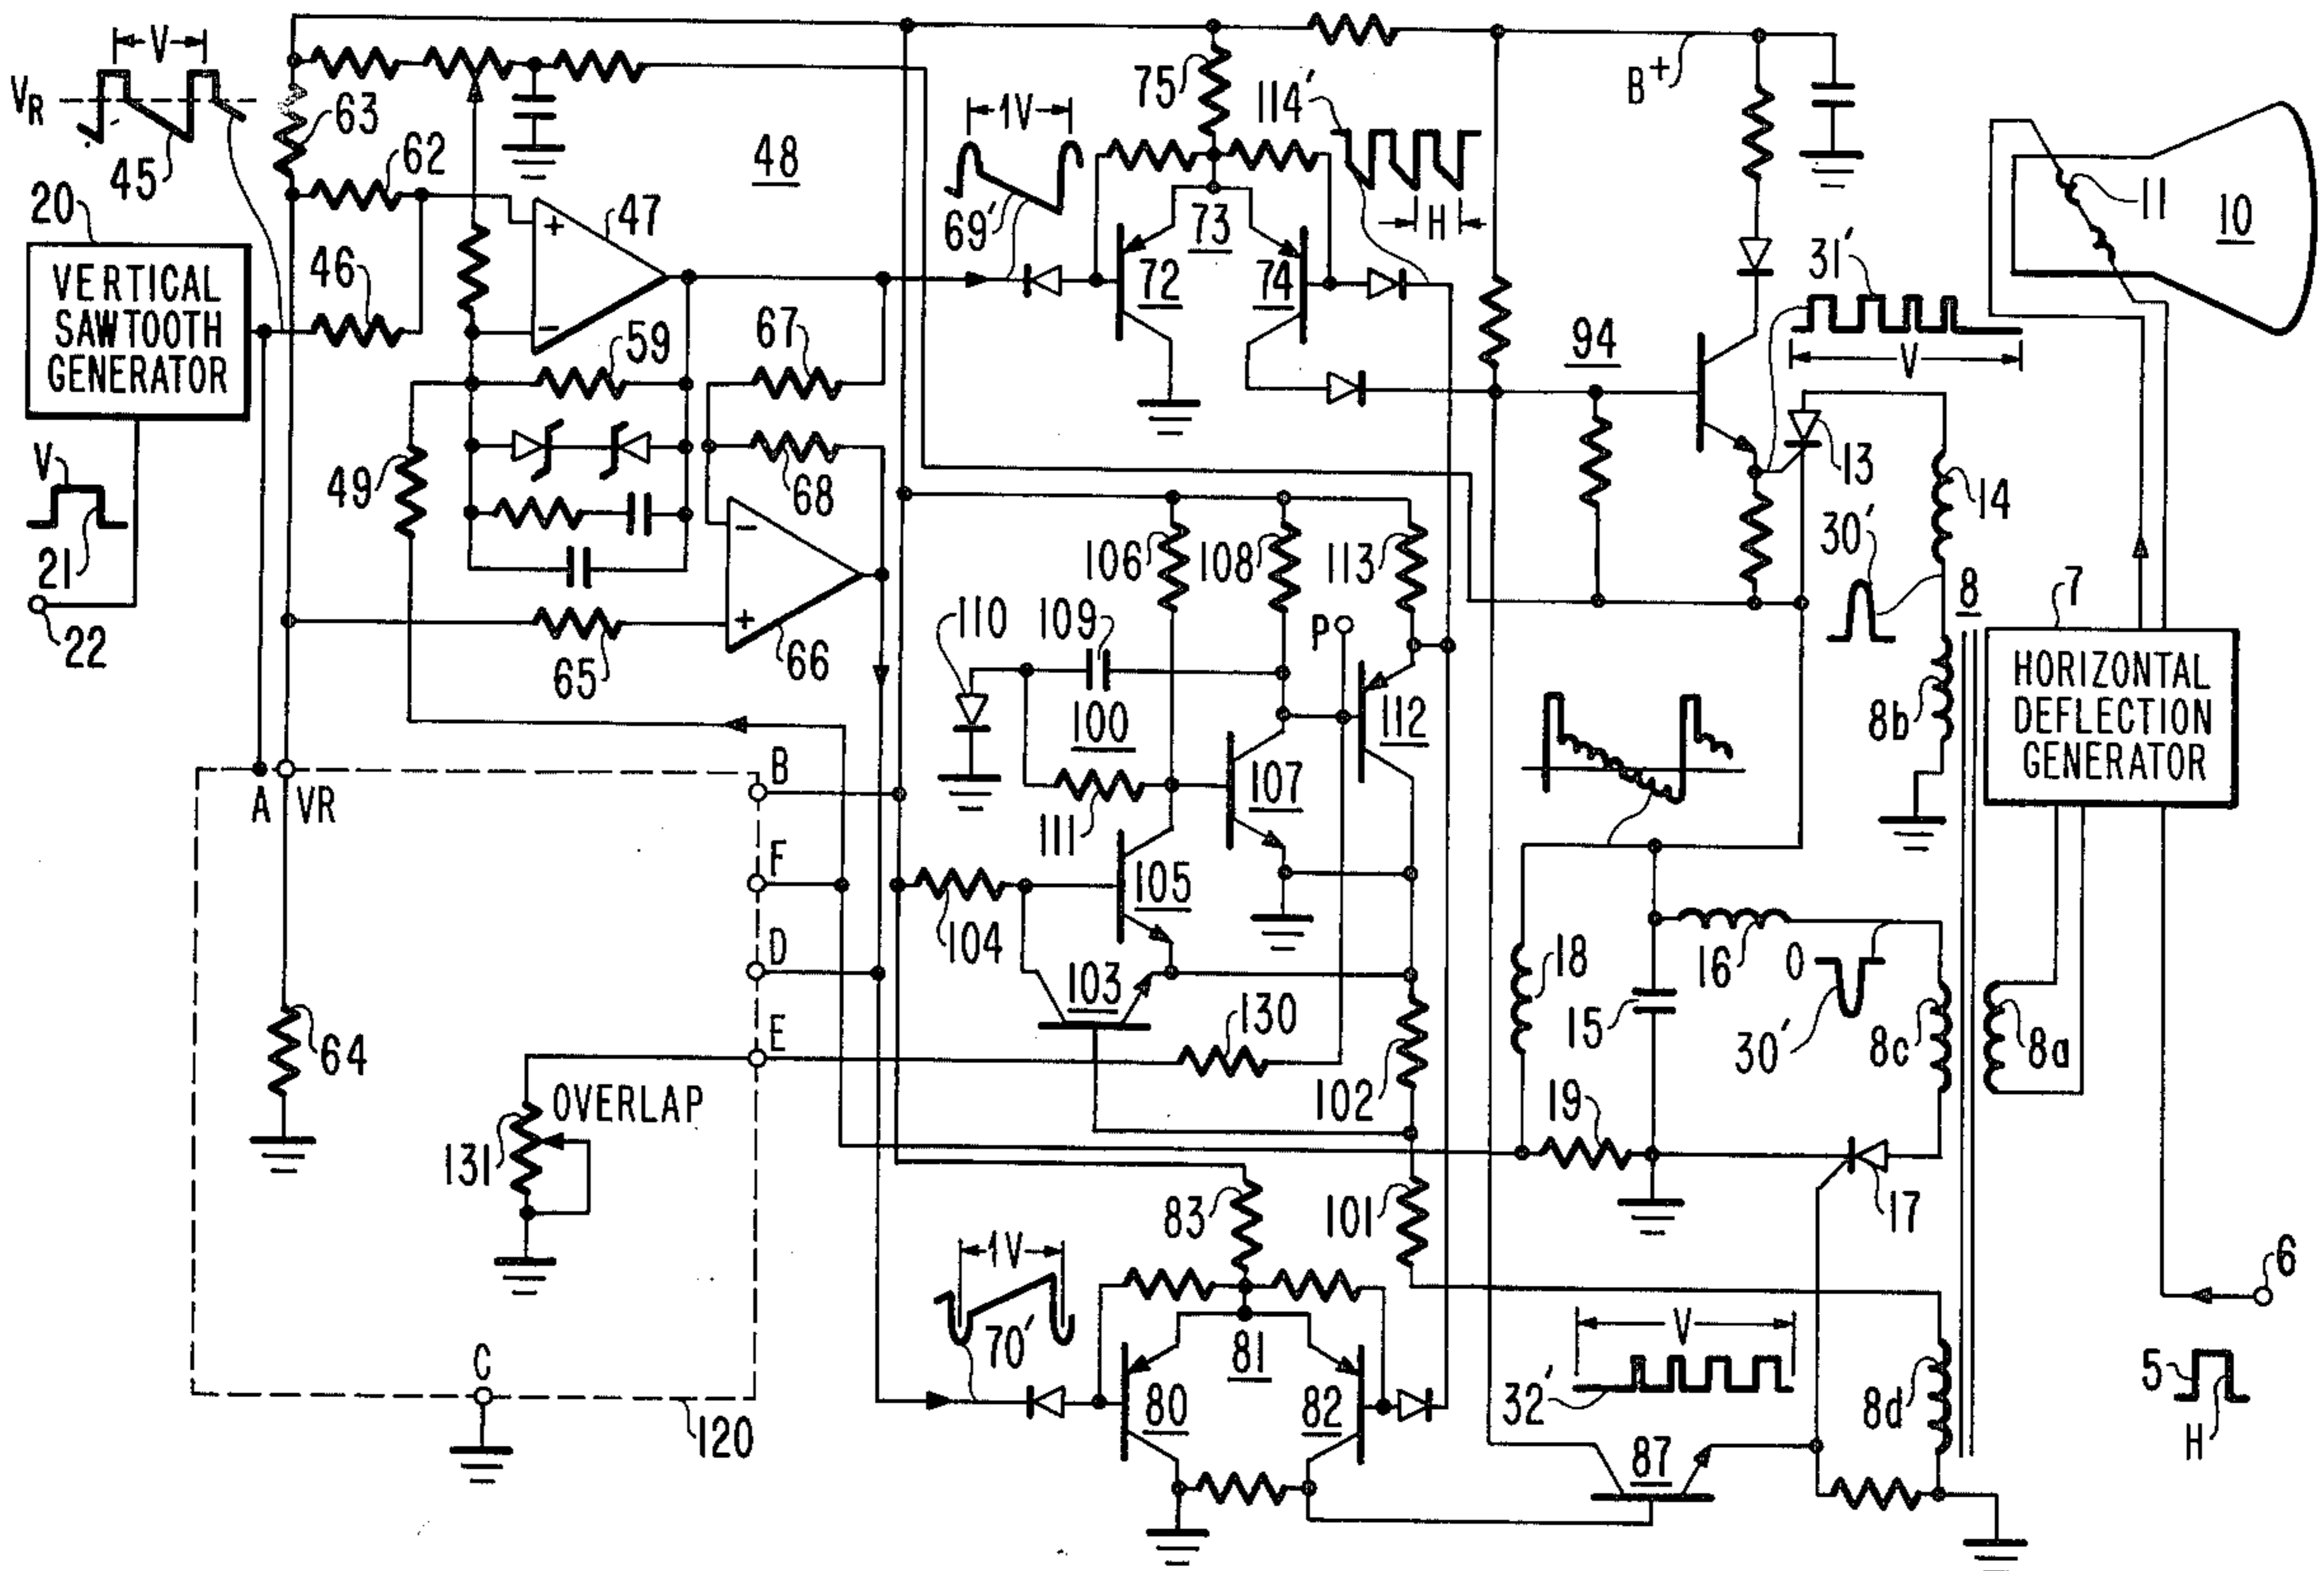 V
VR
45
63
62
20
VERTICAL
SAWTOOTH
GENERATOR
46
+
47
-
48
V
21
22
59
49
67
68
-
+
66
65
75
1V
69'
114'
H
73
72
74
B+
94
31'
V
13
14
30'
8
7
11
10
HORIZONTAL
DEFLECTION
GENERATOR
8b
106
108
113
P
110
109
100
112
107
111
105
104
103
130
102
101
A
VR
B
F
D
E
64
OVERLAP
131
C
120
18
15
16
0
30'
8c
8a
19
17
6
83
1V
70'
81
80
82
V
32'
87
8d
5
H